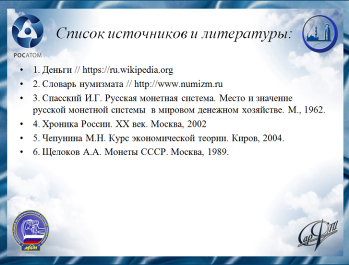 Список источников и литературы:
РОСАТОМ
• 1. Деньги // https://ru.wikipedia.org
• 2. Словарь нумизмата // http://www.numizm.ru
• 3. Спасский И.Г. Русская монетная система. Место и значение
русской монетной системы в мировом денежном хозяйстве. М., 1962.
• 4. Хроника России. XX век. Москва, 2002
• 5. Чепунина М.Н. Курс экономической теории. Киров, 2004.
• 6. Щелоков А.А. Монеты СССР. Москва, 1989.